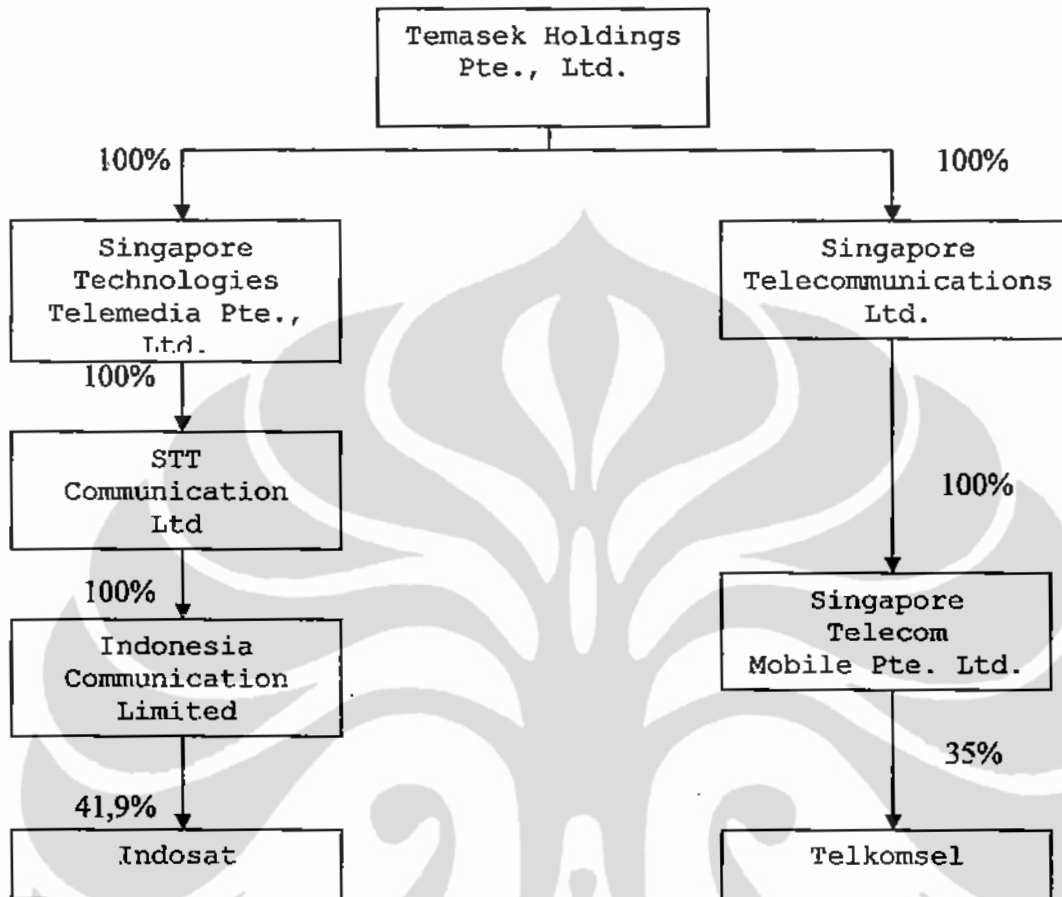 Temasek Holdings
Pte., Ltd.
100%
100%
Singapore
Technologies
Telemedia Pte.,
Ltd.
Singapore
Telecommunications
Ltd.
100%
STT
Communication
Ltd
100%
100%
Singapore
Telecom
Mobile Pte. Ltd.
Indonesia
Communication
Limited
35%
41,9%
Indosat
Telkomsel